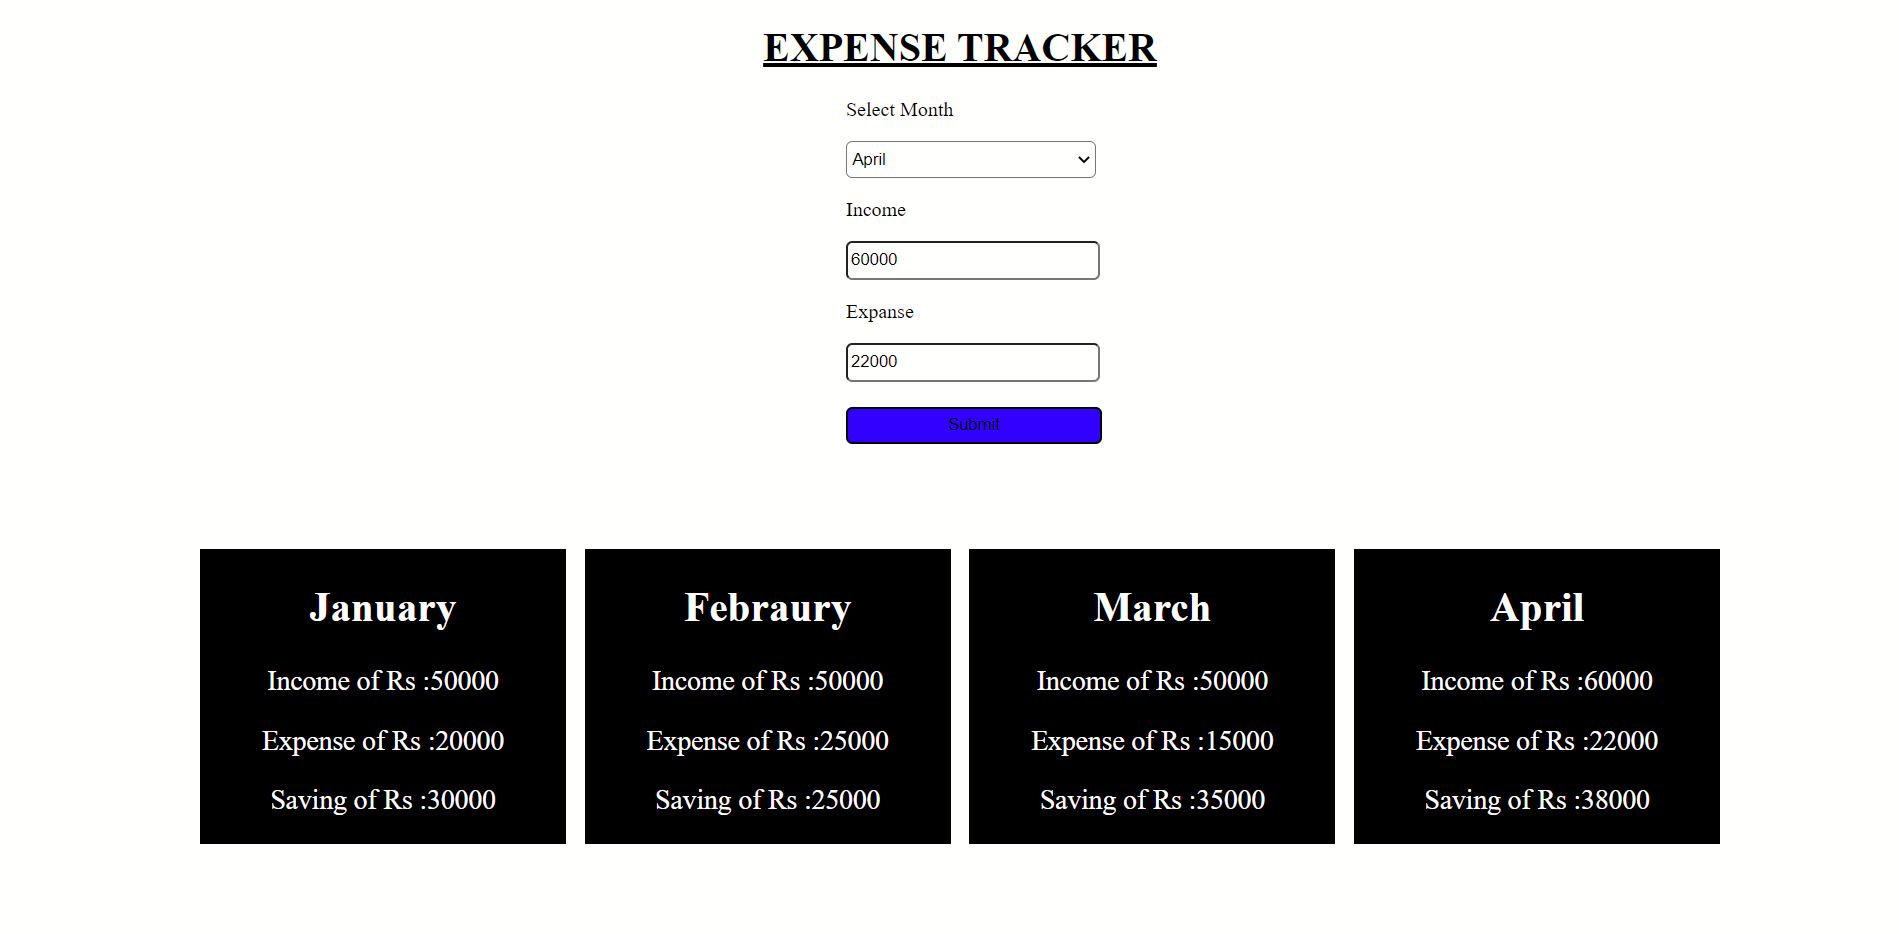 EXPENSE TRACKER
Select Month
April
Income
60000
Expanse
22000
Submit
January
Income of Rs :50000
Expense of Rs :20000
Saving of Rs :30000
Febraury
Income of Rs :50000
Expense of Rs :25000
Saving of Rs :25000
March
Income of Rs :50000
Expense of Rs :15000
Saving of Rs :35000
April
Income of Rs :60000
Expense of Rs :22000
Saving of Rs :38000